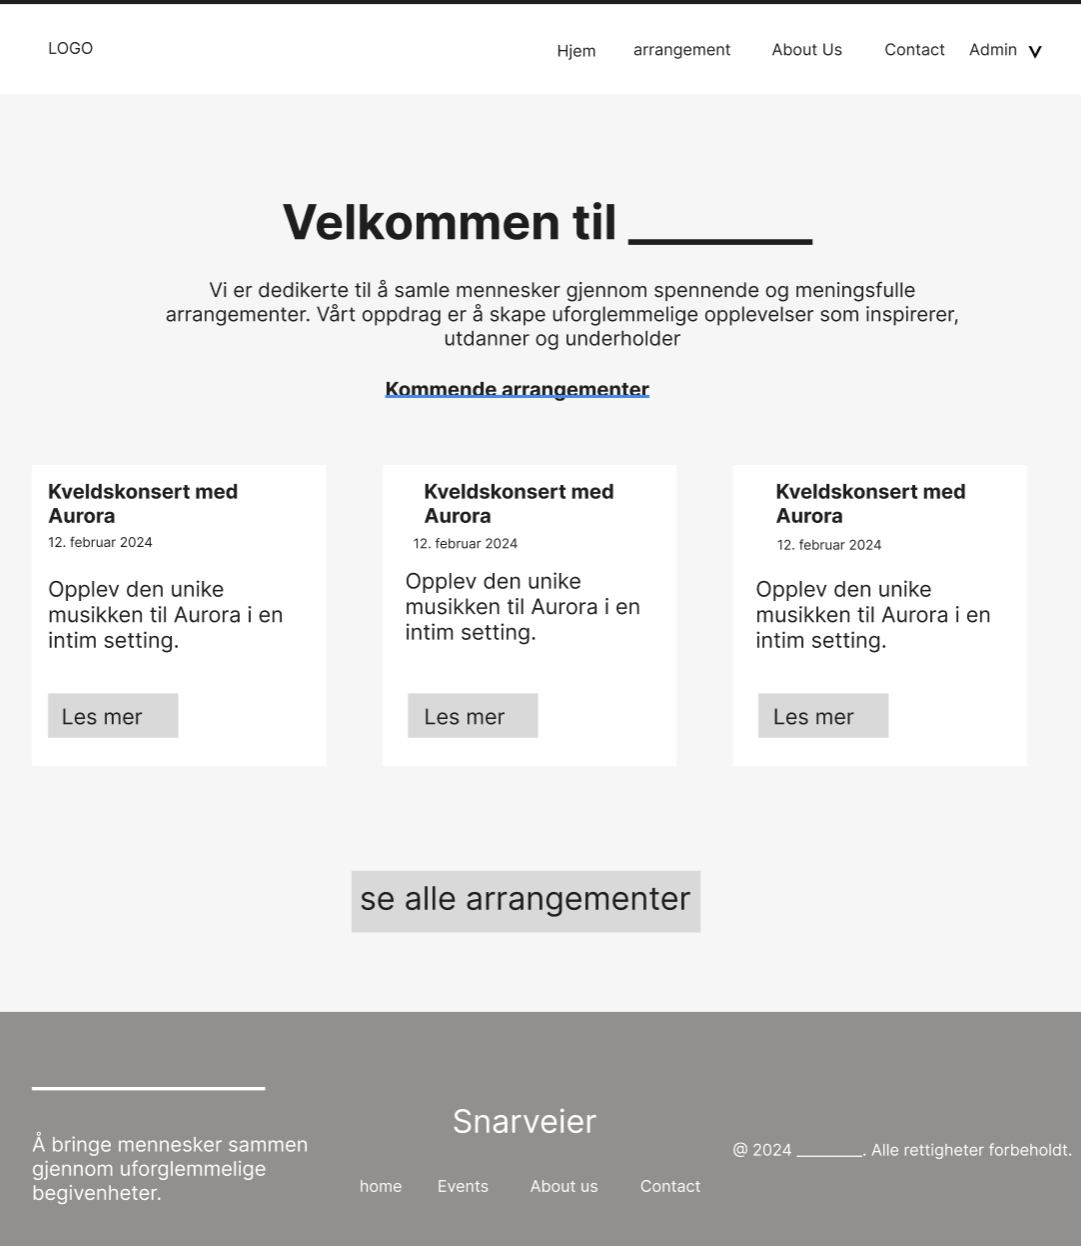 LOGO
Hjem arrangement About Us Contact Admin V
Velkommen til ________
Vi er dedikerte til å samle mennesker gjennom spennende og meningsfulle
arrangementer. Vårt oppdrag er å skape uforglemmelige opplevelser som inspirerer,
utdanner og underholder
Kommende arrangementer
Kveldskonsert med
Aurora
12. februar 2024
Opplev den unike
musikken til Aurora i en
intim setting.
Les mer
Kveldskonsert med
Aurora
12. februar 2024
Opplev den unike
musikken til Aurora i en
intim setting.
Les mer
Kveldskonsert med
Aurora
12. februar 2024
Opplev den unike
musikken til Aurora i en
intim setting.
Les mer
se alle arrangementer
Å bringe mennesker sammen
gjennom uforglemmelige
begivenheter.
Snarveier
home Events About us Contact
@ 2024 ________. Alle rettigheter forbeholdt.